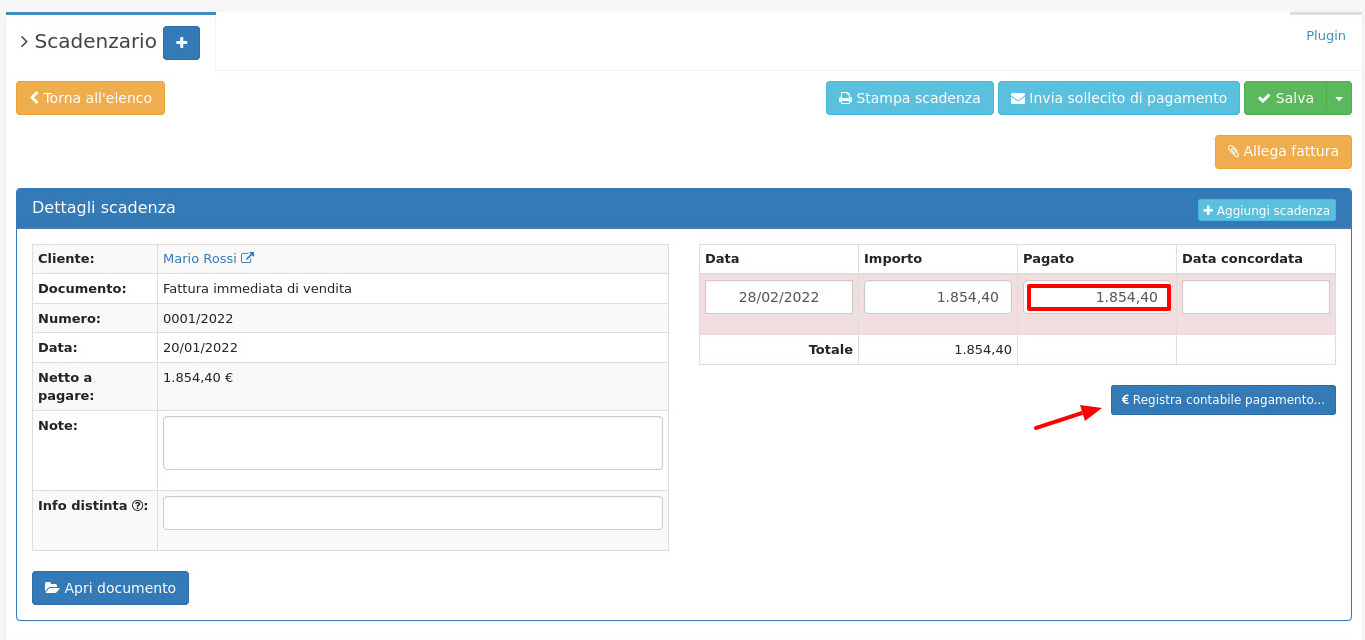 Scadenzario
Plugin
Torna all'elenco
Stampa scadenza
Invia sollecito di pagamento
Salva
Allega fattura
Dettagli scadenza
Aggiungi scadenza
Cliente: Mario Rossi
Documento: Fattura immediata di vendita
Numero: 0001/2022
Data: 20/01/2022
Netto a
pagare:
1.854,40 €
Note:
Info distinta ?:
Data Importo Pagato Data concordata
28/02/2022 1.854,40 1.854,40
Totale 1.854,40
€ Registra contabile pagamento...
Apri documento